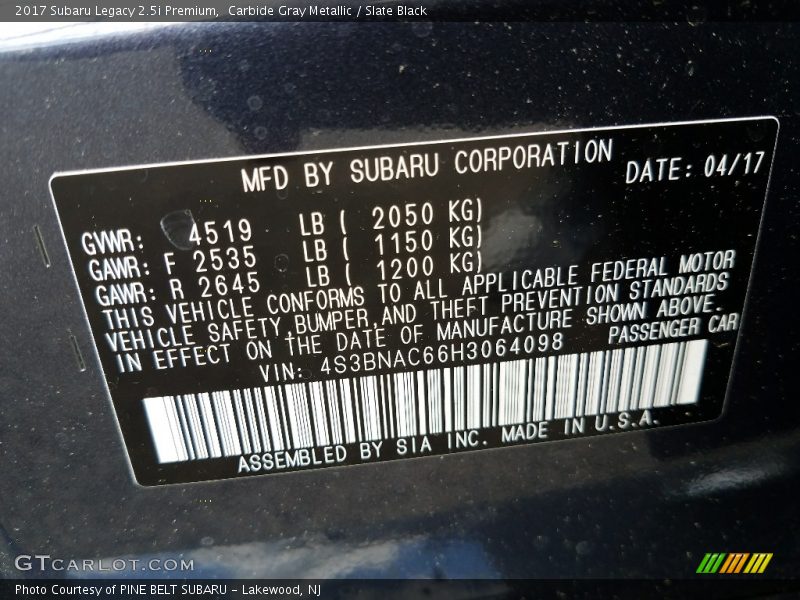 2017 Subaru Legacy 2.5i Premium,  Carbide Gray Metallic / Slate Black
MFD BY SUBARU CORPORATION
DATE: 04/17
GVWR: 4519 LB ( 2050 KG)
GAWR: F 2535 LB ( 1150 KG)
GAWR: R 2645 LB ( 1200 KG)
THIS VEHICLE CONFORMS TO ALL APPLICABLE FEDERAL MOTOR
VEHICLE SAFETY,BUMPER,AND THEFT PREVENTION STANDARDS
IN EFFECT ON THE DATE OF MANUFACTURE SHOWN ABOVE.
VIN: 4S3BNAC66H3064098 PASSENGER CAR
ASSEMBLED BY SIA INC. MADE IN U.S.A.
GTCARLOT.COM
Photo Courtesy of PINE BELT SUBARU - Lakewood, NJ